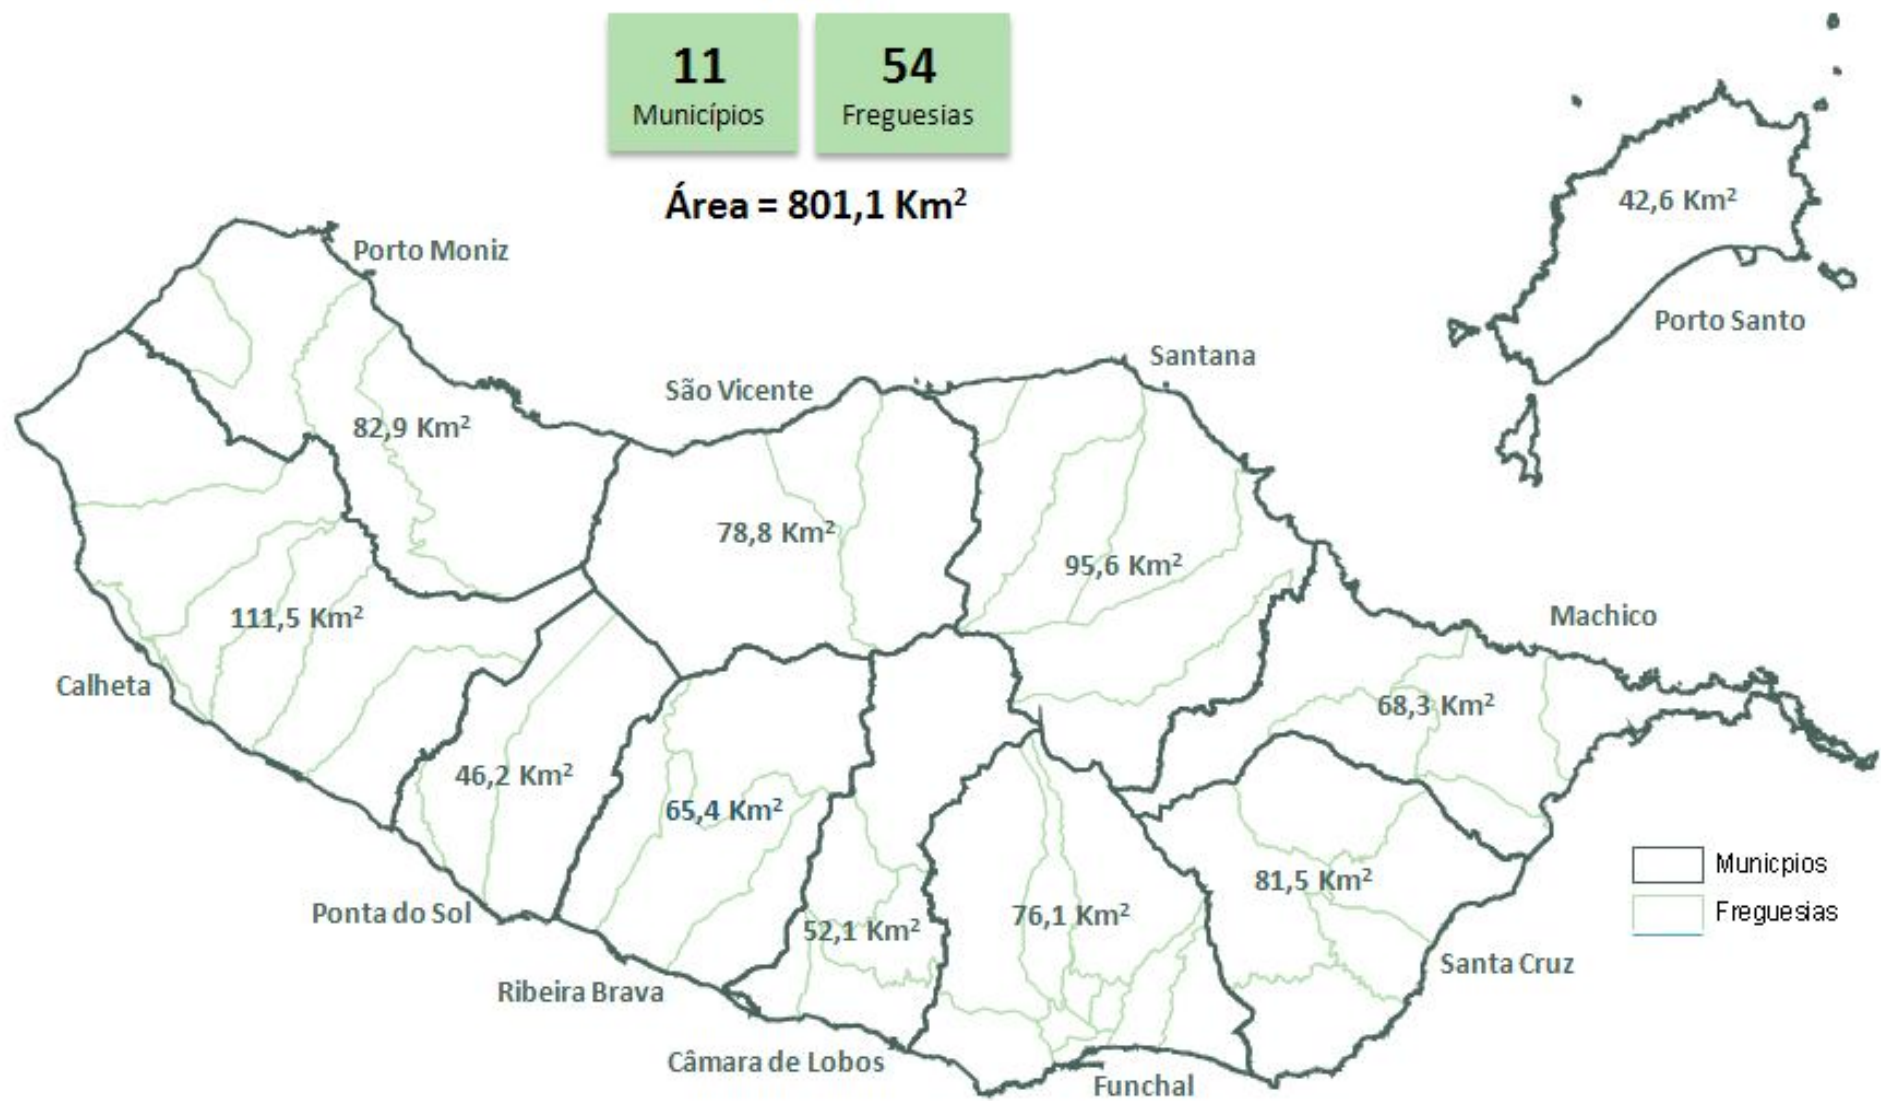 11
Municípios
54
Freguesias
Área = 801,1 Km²
42,6 Km²
Porto Santo
Porto Moniz
Santana
São Vicente
82,9 Km²
78,8 Km²
95,6 Km²
111,5 Km²
Machico
Calheta
68,3 Km²
46,2 Km²
65,4 Km²
Municpios
81,5 Km²
Freguesias
Ponta do Sol
52,1 Km²
76,1 Km²
Santa Cruz
Ribeira Brava
Câmara de Lobos
Funchal